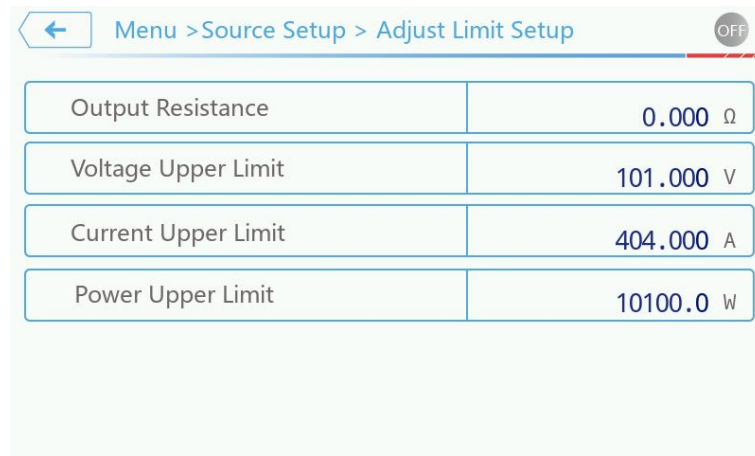 Menu >Source Setup > Adjust Limit Setup OFF
Output Resistance 0.000 Ω
Voltage Upper Limit 101.000 V
Current Upper Limit 404.000 A
Power Upper Limit 10100.0 W